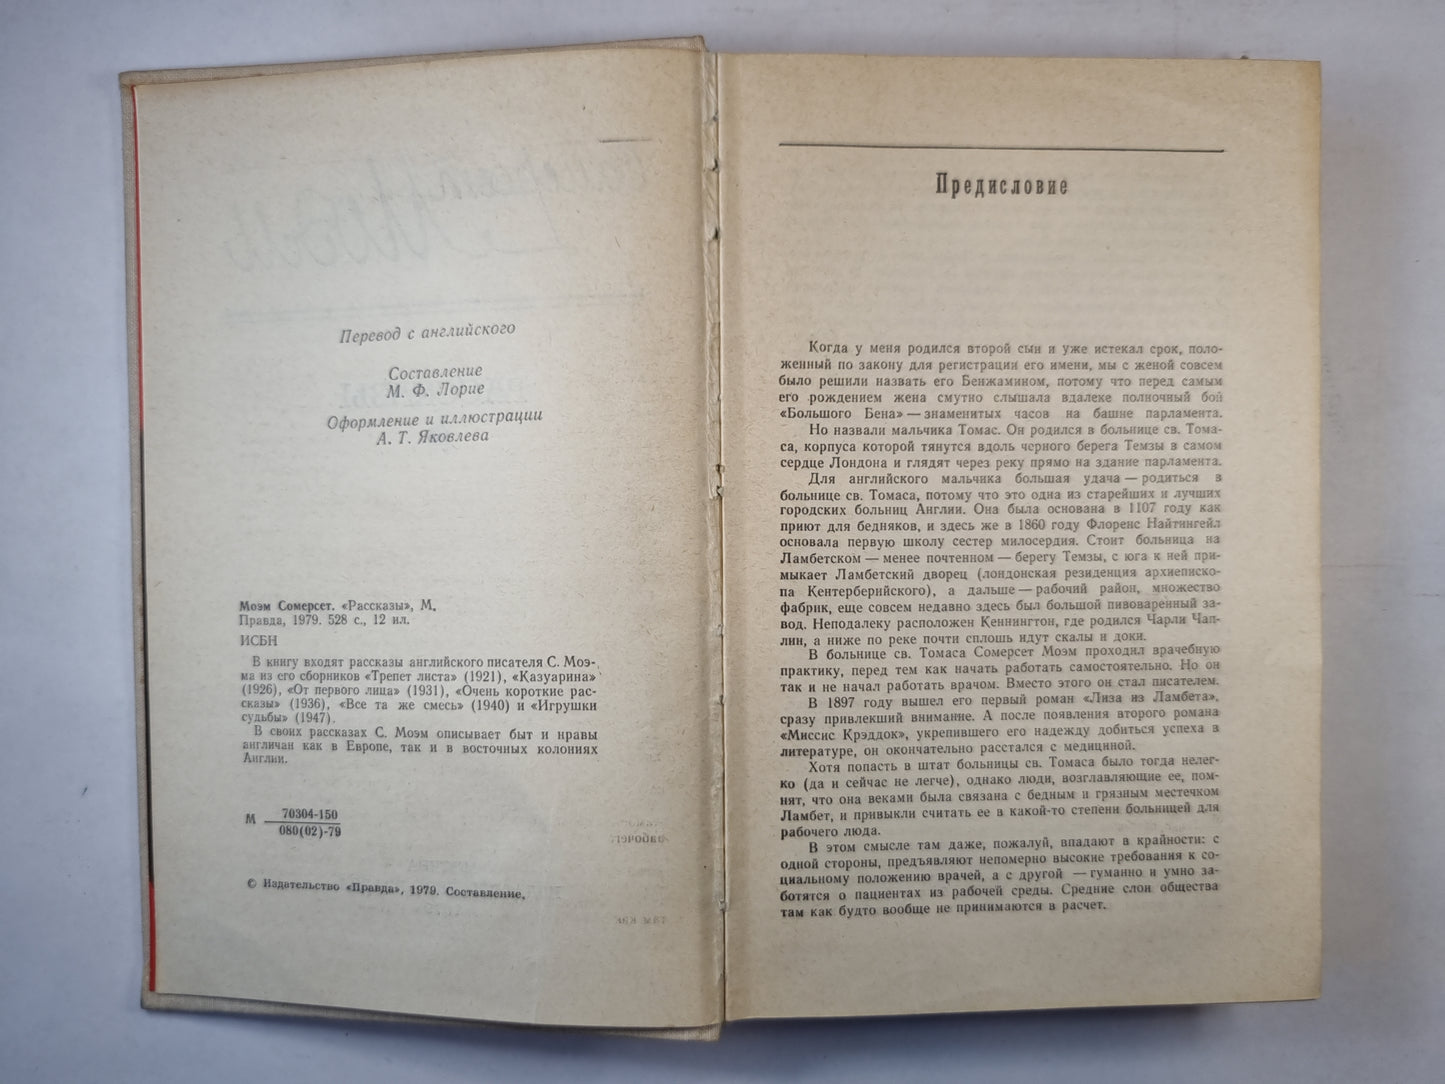 Перевод с английского
Составление
М. Ф. Лорие
Оформление и иллюстрации
А. Т. Яковлева
Моэм Сомерсет. «Рассказы», М.
Правда, 1979. 528 с., 12 ил.
ИСБН
В книгу входят рассказы английского писателя С. Моэ-
ма из его сборников «Трепет листа» (1921), «Казуарина»
(1926), «От первого лица» (1931), «Очень короткие рас-
сказы» (1936), «Все та же смесь» (1940) и «Игрушки
судьбы» (1947).
В своих рассказах С. Моэм описывает быт и нравы
англичан как в Европе, так и в восточных колониях
Англии.
М 70304-150
080(02)-79
© Издательство «Правда», 1979. Составление,
Предисловие
Когда у меня родился второй сын и уже истекал срок, поло-
женный по закону для регистрации его имени, мы с женой совсем
было решили назвать его Бенжамином, потому что перед самым
его рождением жена смутно слышала вдалеке полночный бой
«Большого Бена» — знаменитых часов на башне парламента.
Но назвали мальчика Томас. Он родился в больнице св. Тома-
са, корпуса которой тянутся вдоль черного берега Темзы в самом
сердце Лондона и глядят через реку прямо на здание парламента.
Для английского мальчика большая удача — родиться в
больнице св. Томаса, потому что это одна из старейших и лучших
городских больниц Англии. Она была основана в 1107 году как
приют для бедняков, и здесь же в 1860 году Флоренс Найтингейл
основала первую школу сестер милосердия. Стоит больница на
Ламбетском — менее почтенном — берегу Темзы, с юга к ней при-
мыкает Ламбетский дворец (лондонская резиденция архиеписко-
па Кентерберийского), а дальше — рабочий район, множество
фабрик, еще совсем недавно здесь был большой пивоваренный за-
вод. Неподалеку расположен Кеннингтон, где родился Чарли Чап-
лин, а ниже по реке почти сплошь идут скалы и доки.
В больнице св. Томаса Сомерсет Моэм проходил врачебную
практику, перед тем как начать работать самостоятельно. Но он
так и не начал работать врачом. Вместо этого он стал писателем.
В 1897 году вышел его первый роман «Лиза из Ламбета»,
сразу привлекший внимание. А после появления второго романа
«Миссис Крэддок», укрепившего его надежду добиться успеха в
литературе, он окончательно расстался с медициной.
Хотя попасть в штат больницы св. Томаса было тогда нелег-
ко (да и сейчас не легче), однако люди, возглавляющие ее, пом-
нят, что она веками была связана с бедным и грязным местечком
Ламбет, и привыкли считать ее в какой-то степени больницей для
рабочего люда.
В этом смысле там даже, пожалуй, впадают в крайности: с
одной стороны, предъявляют непомерно высокие требования к со-
циальному положению врачей, а с другой — гуманно и умно за-
ботятся о пациентах из рабочей среды. Средние слои общества
там как будто вообще не принимаются в расчет.